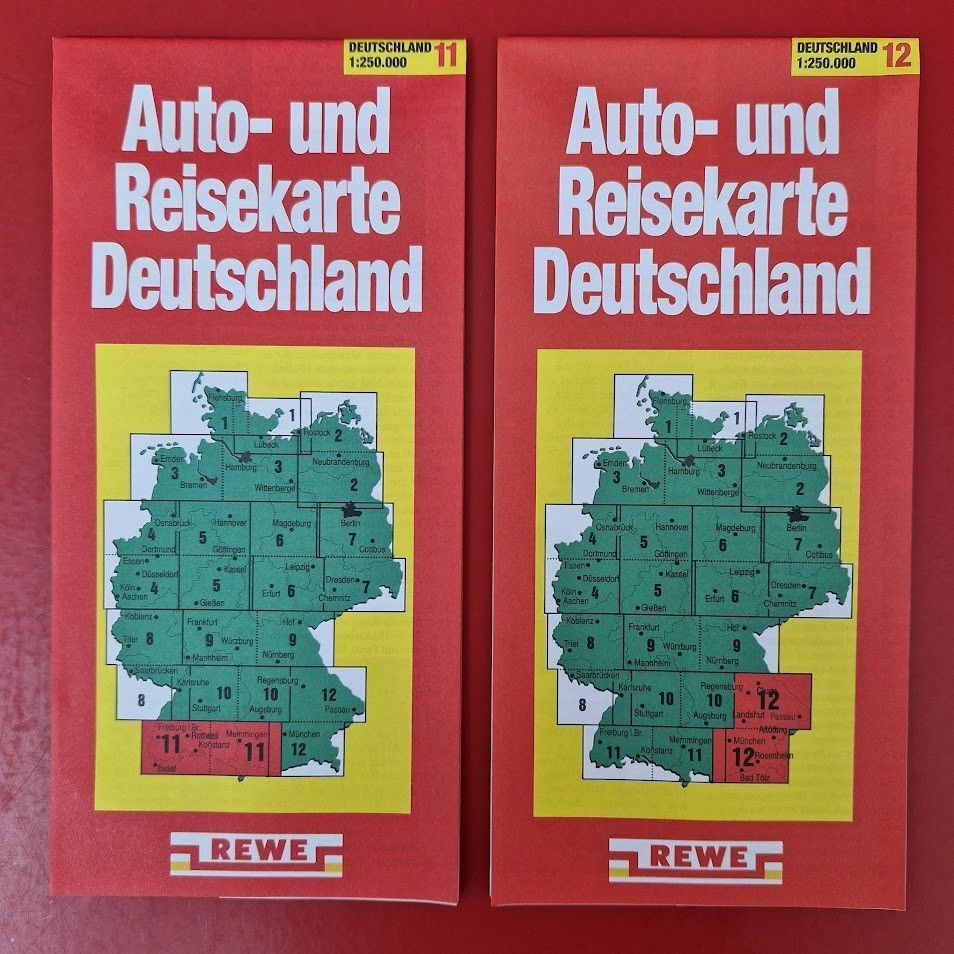 DEUTSCHLAND 11
1:250.000
Auto- und
Reisekarte
Deutschland
Flensburg
1
1
Rostock
2
Lübeck
Emden
Hamburg
3
Neubrandenburg
3
Bremen
Wittenberge
2
Osnabrück
Hannover
Magdeburg
Berlin
4
5
6
7
Dortmund
Göttingen
Cottbus
Essen
Kassel
Leipzig
Düsseldorf
5
Dresden
Köln
4
Erfurt
6
7
Aachen
Gießen
Chemnitz
Koblenz
Frankfurt
Hof
Trier
8
9
9
Würzburg
Mannheim
Nürnberg
Saarbrücken
Karlsruhe
Regensburg
8
10
10
12
Stuttgart
Augsburg
Passau
Freiburg i.Br.
Rottweil
Memmingen
München
11
Konstanz
11
12
Basel
REWE
DEUTSCHLAND 12
1:250.000
Auto- und
Reisekarte
Deutschland
Flensburg
1
1
Rostock
2
Lübeck
Emden
Hamburg
3
Neubrandenburg
3
Bremen
Wittenberge
2
Osnabrück
Hannover
Magdeburg
Berlin
4
5
6
7
Dortmund
Göttingen
Cottbus
Essen
Kassel
Leipzig
Düsseldorf
5
Dresden
Köln
4
Erfurt
6
7
Aachen
Gießen
Chemnitz
Koblenz
Frankfurt
Hof
Trier
8
9
9
Würzburg
Mannheim
Nürnberg
Saarbrücken
Karlsruhe
Regensburg
Cham
8
10
10
12
Stuttgart
Augsburg
Landshut
Passau
Altötting
Freiburg i.Br.
Memmingen
München
11
Konstanz
11
12
Rosenheim
Bad Tölz
REWE